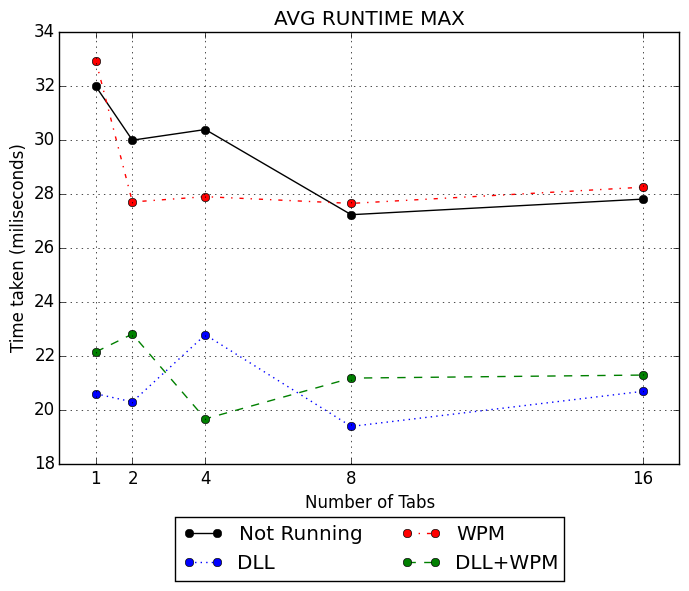 AVG RUNTIME MAX
34
32
30
28
26
24
22
20
18
Time taken (miliseconds)
1 2 4 8 16
Number of Tabs
Not Running WPM
DLL DLL+WPM